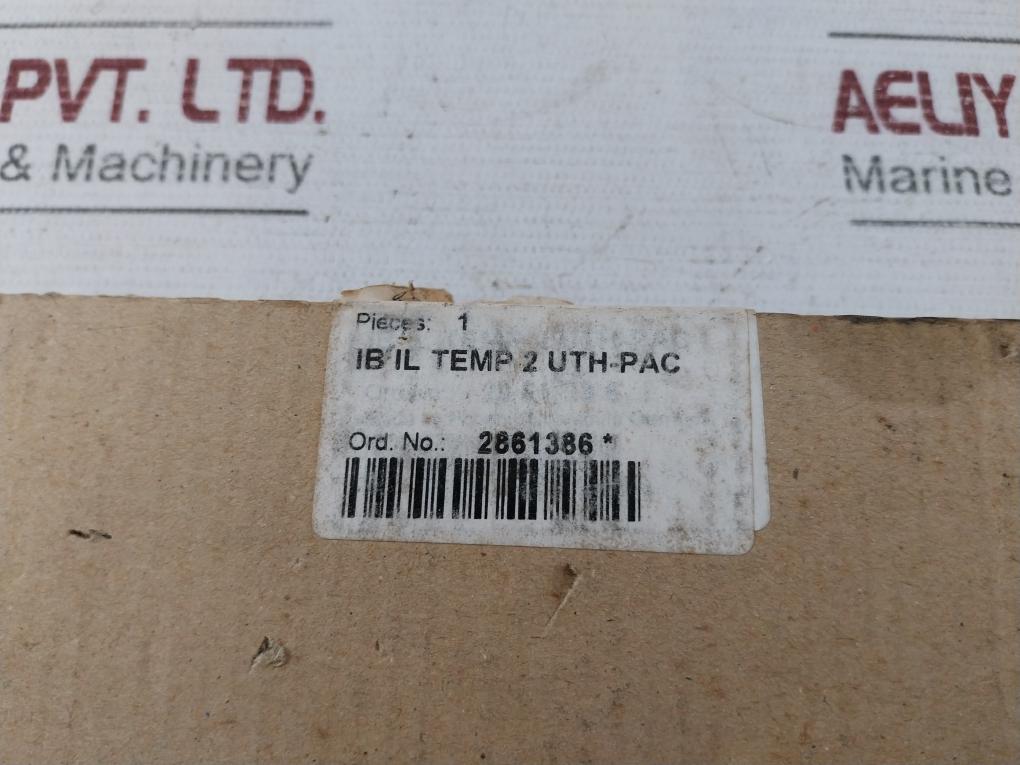 PVT. LTD.
& Machinery
AELIY
Marine
Pieces: 1
IB IL TEMP 2 UTH-PAC
Ord. No.: 2861386 *